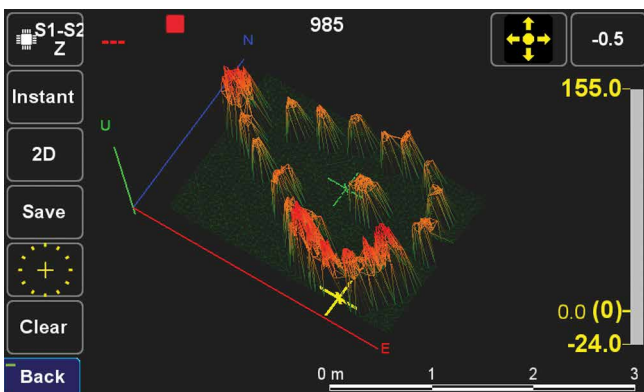 S1-S2
Z
---
985
-0.5
N
Instant
155.0
U
2D
Save
0.0 (0)
Clear
-24.0
E
Back
0 m 1 2 3